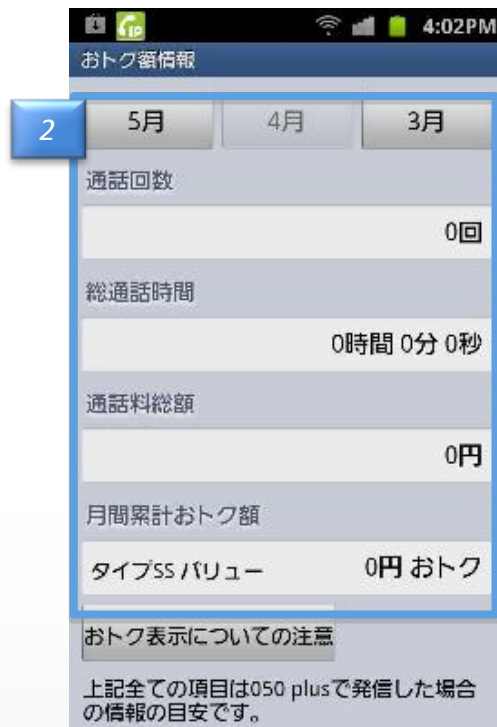 IP
4:02PM
おトク額情報
2
5月 4月 3月
通話回数
0回
総通話時間
0時間 0分 0秒
通話料総額
0円
月間累計おトク額
タイプSS バリュー 0円 おトク
おトク表示についての注意
上記全ての項目は050 plusで発信した場合
の情報の目安です。